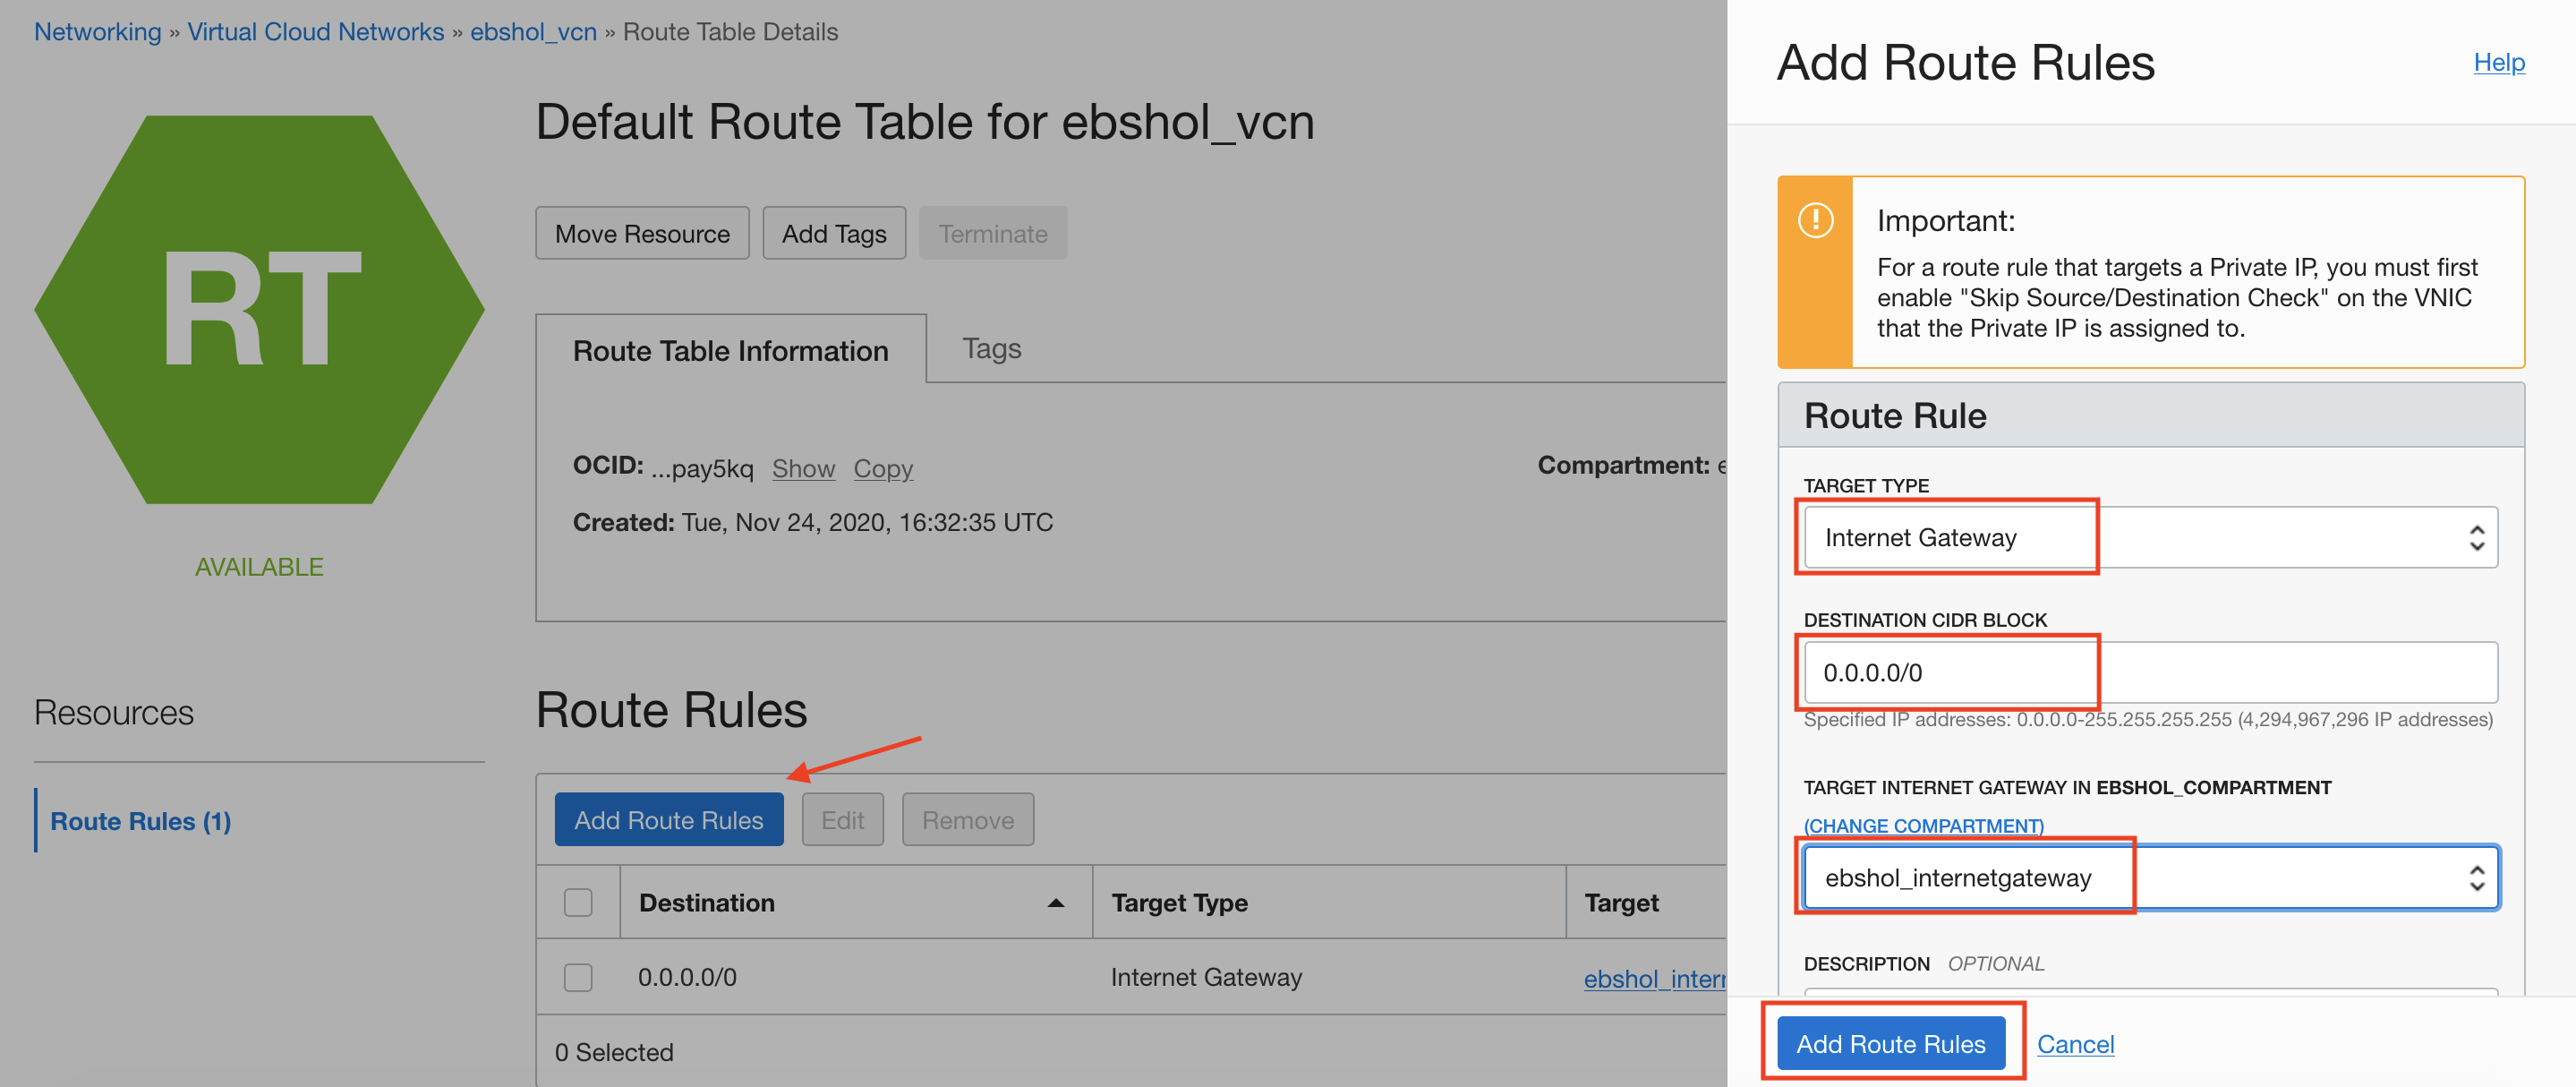 Networking » Virtual Cloud Networks » ebshol_vcn » Route Table Details
RT
AVAILABLE
Default Route Table for ebshol_vcn
Move Resource
Add Tags
Terminate
Route Table Information
Tags
OCID: ...pay5kq Show Copy
Compartment:
Created: Tue, Nov 24, 2020, 16:32:35 UTC
Resources
Route Rules (1)
Route Rules
Add Route Rules
Edit
Remove
Destination
Target Type
Target
0.0.0.0/0
Internet Gateway
ebshol_inter
0 Selected
Add Route Rules
Help
Important:
For a route rule that targets a Private IP, you must first
enable "Skip Source/Destination Check" on the VNIC
that the Private IP is assigned to.
Route Rule
TARGET TYPE
Internet Gateway
DESTINATION CIDR BLOCK
0.0.0.0/0
Specified IP addresses: 0.0.0.0-255.255.255.255 (4,294,967,296 IP addresses)
TARGET INTERNET GATEWAY IN EBSHOL_COMPARTMENT
(CHANGE COMPARTMENT)
ebshol_internetgateway
DESCRIPTION OPTIONAL
Add Route Rules
Cancel